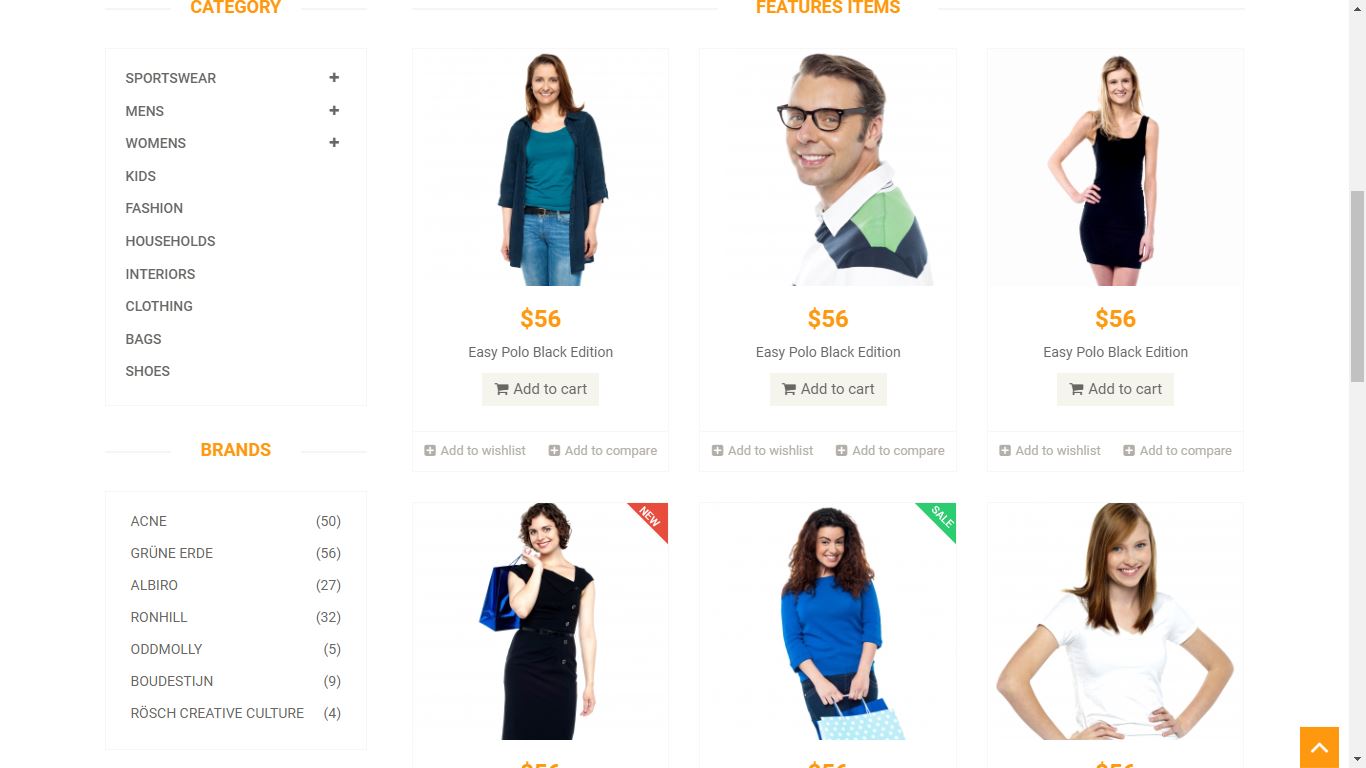 CATEGORY
SPORTSWEAR
MENS
WOMENS
KIDS
FASHION
HOUSEHOLDS
INTERIORS
CLOTHING
BAGS
SHOES
BRANDS
ACNE (50)
GRÜNE ERDE (56)
ALBIRO (27)
RONHILL (32)
ODDMOLLY (5)
BOUDESTIJN (9)
RÖSCH CREATIVE CULTURE (4)
FEATURES ITEMS
$56
Easy Polo Black Edition
Add to cart
Add to wishlist Add to compare
$56
Easy Polo Black Edition
Add to cart
Add to wishlist Add to compare
$56
Easy Polo Black Edition
Add to cart
Add to wishlist Add to compare
NEW
$56
SALE
$56
$56